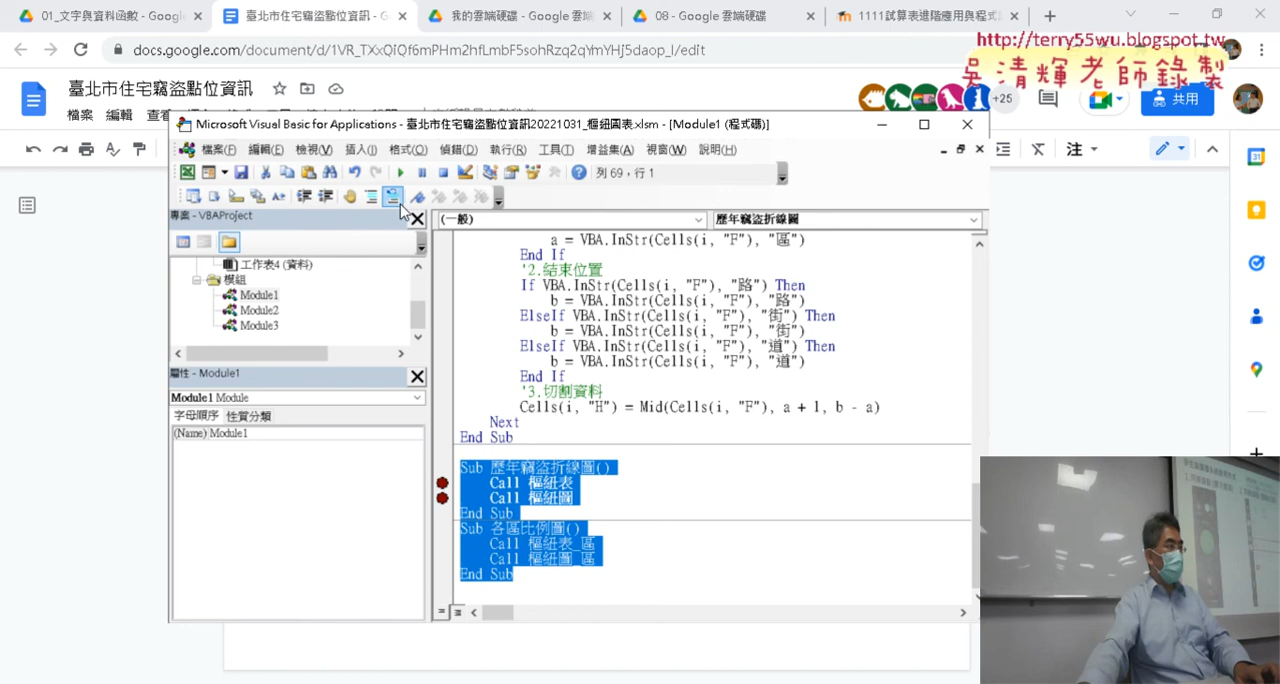 01_文字與資料函數 - Googl
臺北市住宅竊盜點位資訊 - G
我的雲端硬碟 - Google 雲端
08 - Google 雲端硬碟
1111試算表進階應用與程式
docs.google.com/document/d/1VR_TXxQiQf6mPHm2hfLmbF5sohRzq2qYmYHj5daop_I/edit
http://terry55wu.blogspot.tw
吳清輝老師錄製
臺北市住宅竊盜點位資訊
檔案 編輯 查看
+25
共用
Microsoft Visual Basic for Applications - 臺北市住宅竊盜點位資訊20221031_樞紐圖表.xlsm - [Module1 (程式碼)]
檔案(F) 編輯(E) 檢視(V) 插入(I) 格式(O) 偵錯(D) 執行(R) 工具(T) 增益集(A) 視窗(W) 說明(H)
列 69，行 1
注
專案 - VBAProject
(一般)
歷年竊盜折線圖
工作表4 (資料)
模組
Module1
Module2
Module3
屬性 - Module1
Module1 Module
字母順序 性質分類
(Name) Module1
a = VBA.InStr(Cells(i, "F"), "區")
End If
'2.結束位置
If VBA.InStr(Cells(i, "F"), "路") Then
b = VBA.InStr(Cells(i, "F"), "路")
ElseIf VBA.InStr(Cells(i, "F"), "街") Then
b = VBA.InStr(Cells(i, "F"), "街")
ElseIf VBA.InStr(Cells(i, "F"), "道") Then
b = VBA.InStr(Cells(i, "F"), "道")
End If
'3.切割資料
Cells(i, "H") = Mid(Cells(i, "F"), a + 1, b - a)
Next
End Sub
Sub 歷年竊盜折線圖()
Call 樞紐表
Call 樞紐圖
End Sub
Sub 各區比例圖()
Call 樞紐表_區
Call 樞紐圖_區
End Sub